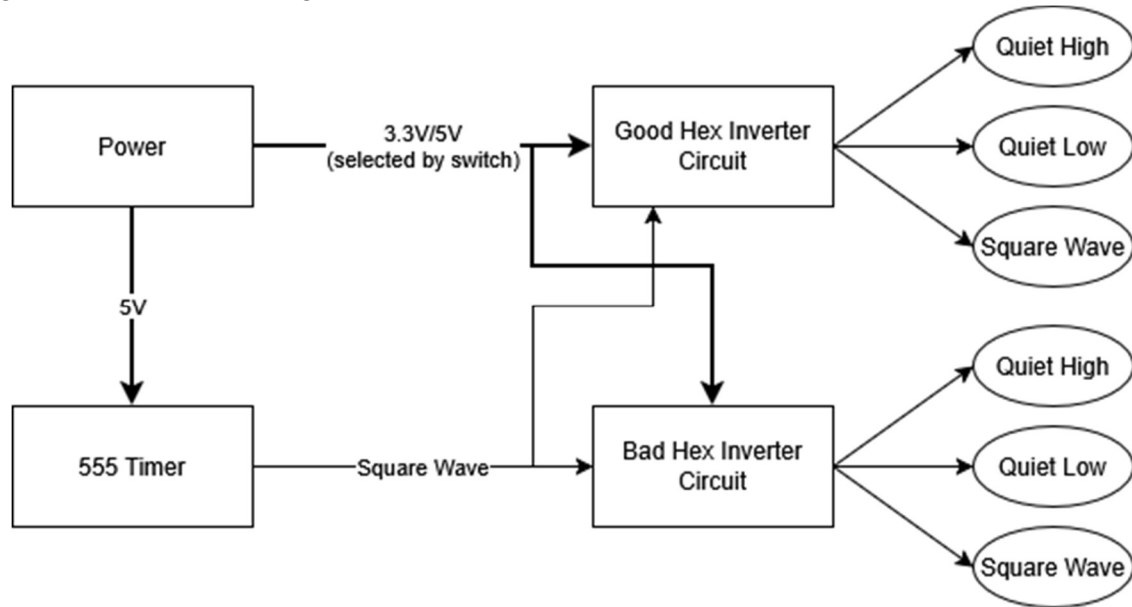 Power
3.3V/5V
(selected by switch)
Good Hex Inverter
Circuit
Quiet High
Quiet Low
Square Wave
5V
555 Timer
Square Wave
Bad Hex Inverter
Circuit
Quiet High
Quiet Low
Square Wave